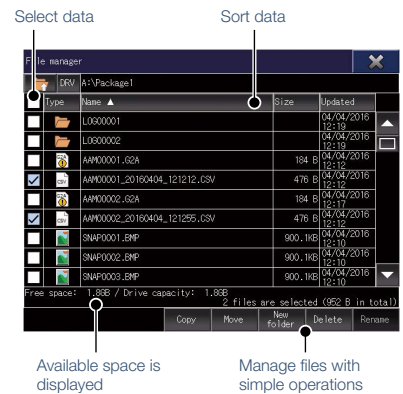 Select data
Sort data
File manager
DRV A:\Package1
Type Name ▲ Size Updated
LOG00001 04/04/2016 12:19
LOG00002 04/04/2016 12:19
G2A AAM00001.G2A 184 B 04/04/2016 12:12
CSV AAM00001_20160404_121212.CSV 476 B 04/04/2016 12:12
G2A AAM00002.G2A 184 B 04/04/2016 12:17
CSV AAM00002_20160404_121255.CSV 476 B 04/04/2016 12:12
SNAP0001.BMP 900.1KB 04/04/2016 12:10
SNAP0002.BMP 900.1KB 04/04/2016 12:10
SNAP0003.BMP 900.1KB 04/04/2016 12:10
Free space: 1.8GB / Drive capacity: 1.8GB
2 files are selected (952 B in total)
Copy Move New folder Delete Rename
Available space is
displayed
Manage files with
simple operations